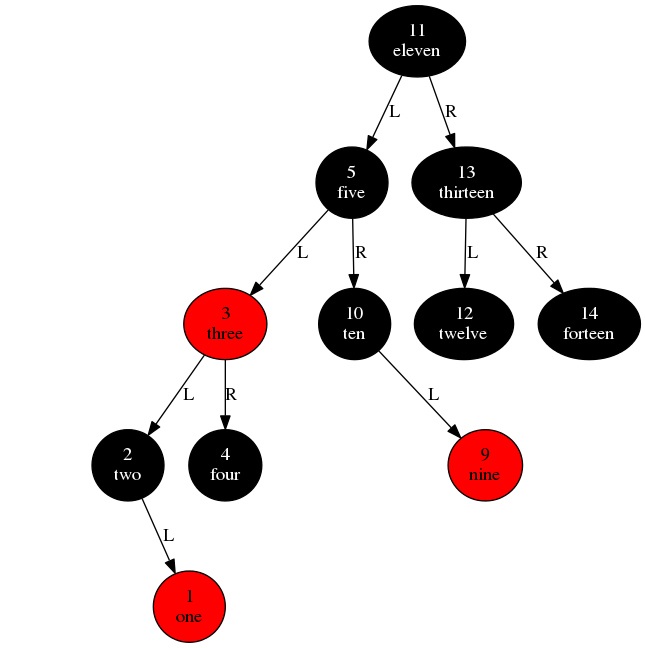 11
eleven
L
R
5
five
13
thirteen
L
R
L
R
3
three
10
ten
12
twelve
14
forteen
L
R
L
2
two
4
four
9
nine
L
1
one